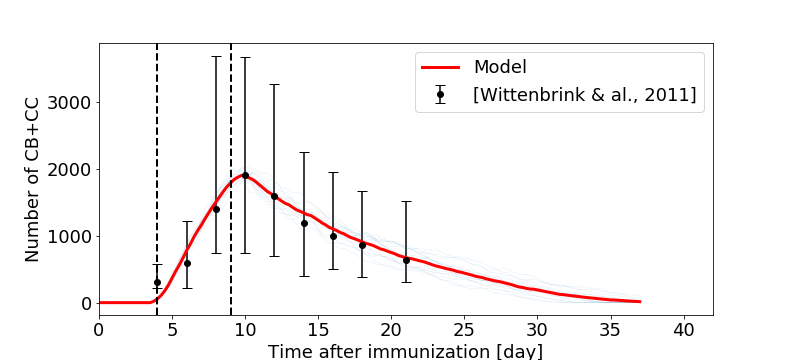 Model
[Wittenbrink & al., 2011]
Number of CB+CC
3000
2000
1000
0
0 5 10 15 20 25 30 35 40
Time after immunization [day]